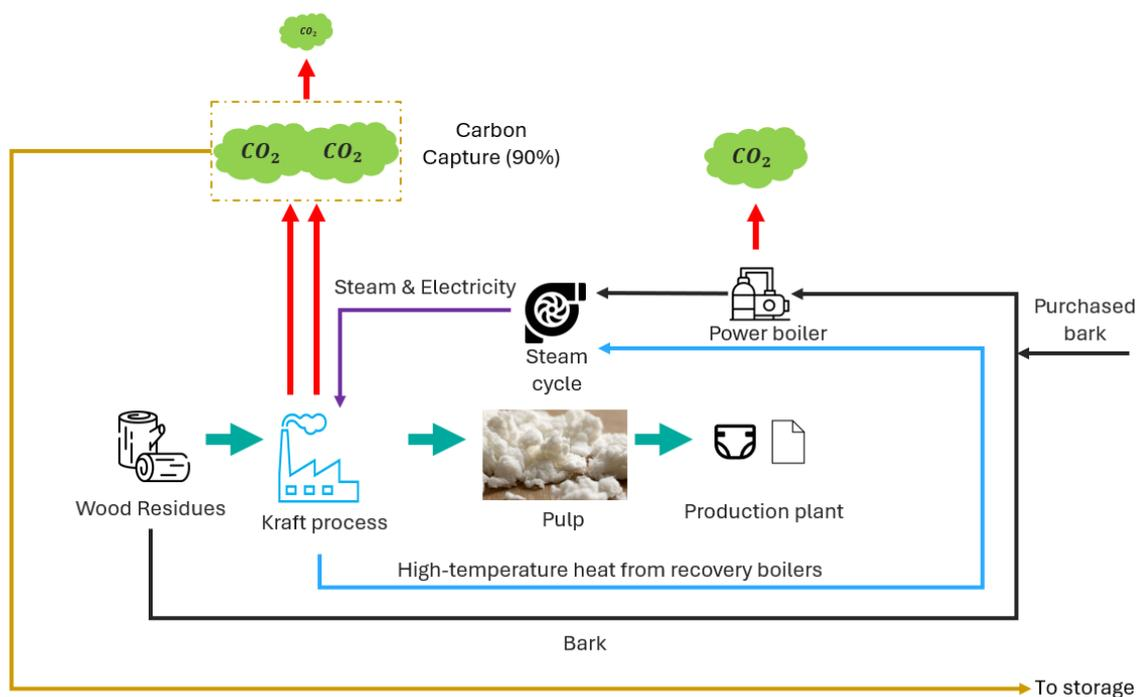 CO₂
CO₂
CO₂
Carbon
Capture (90%)
CO₂
Steam & Electricity
Purchased
bark
Power boiler
Steam
cycle
Wood Residues
Kraft process
Pulp
Production plant
High-temperature heat from recovery boilers
Bark
To storage